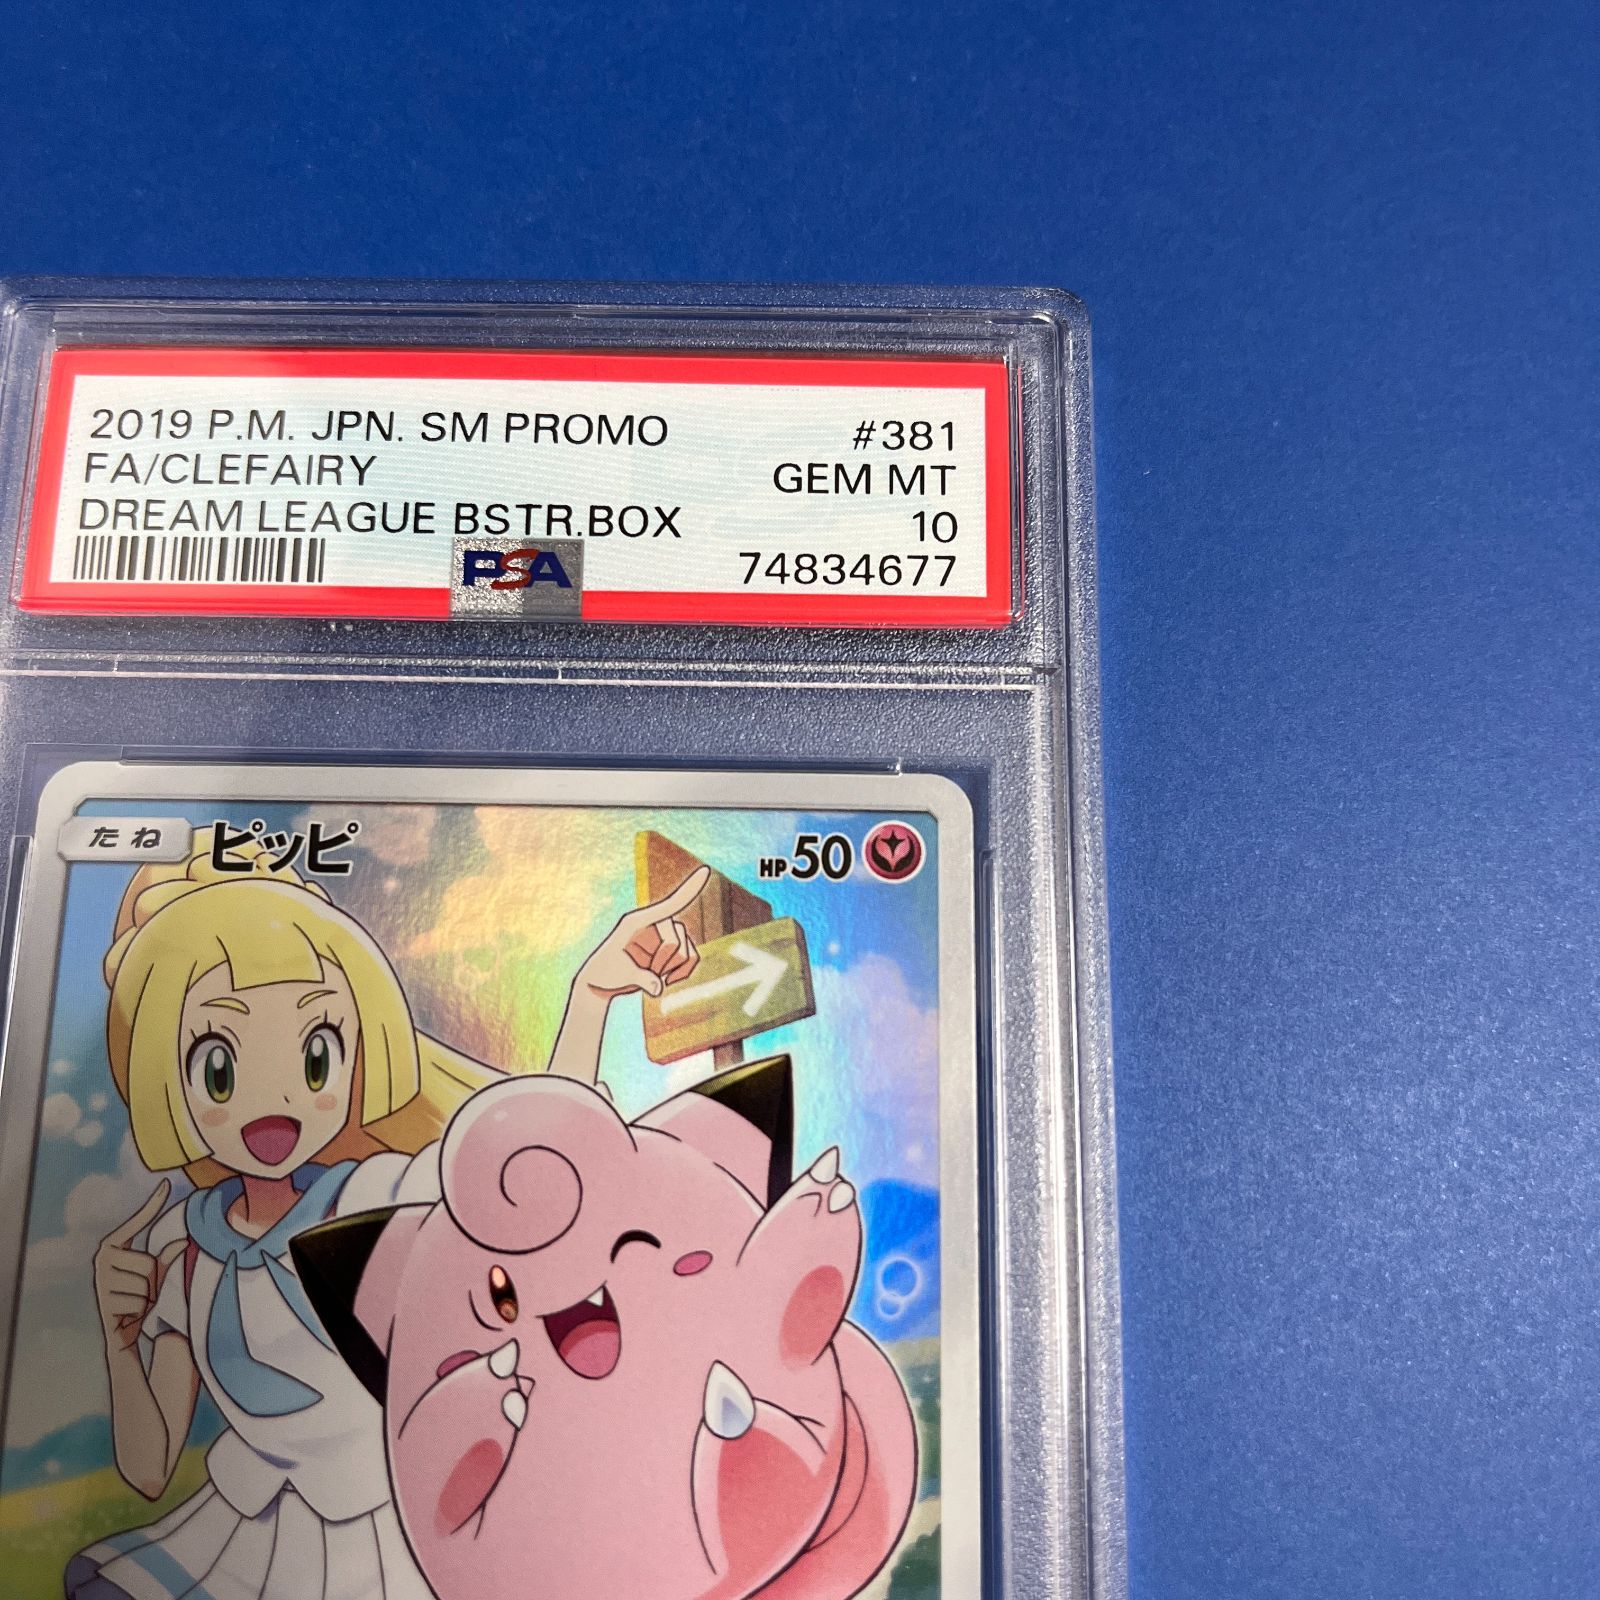 2019 P.M. JPN. SM PROMO #381
FA/CLEFAIRY GEM MT
DREAM LEAGUE BSTR.BOX 10
PSA 74834677
たね ピッピ HP50